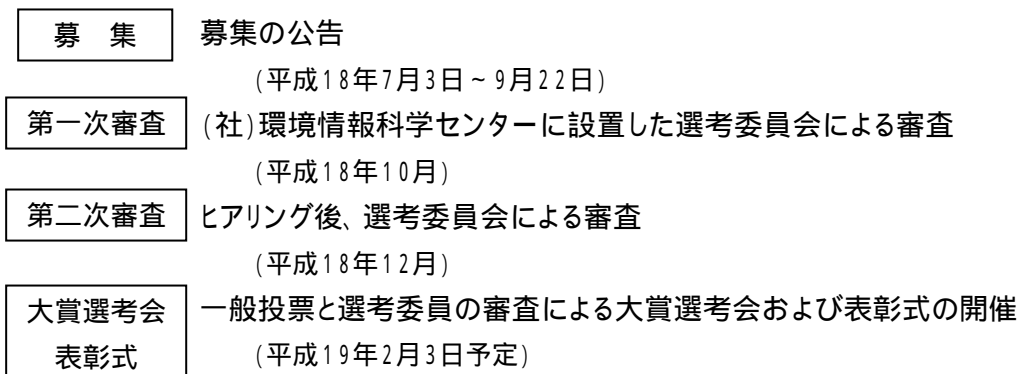 募　集　募集の公告
(平成18年7月3日～9月22日)
第一次審査　(社)環境情報科学センターに設置した選考委員会による審査
(平成18年10月)
第二次審査　ヒアリング後、選考委員会による審査
(平成18年12月)
大賞選考会　一般投票と選考委員の審査による大賞選考会および表彰式の開催
表彰式　(平成19年2月3日予定)